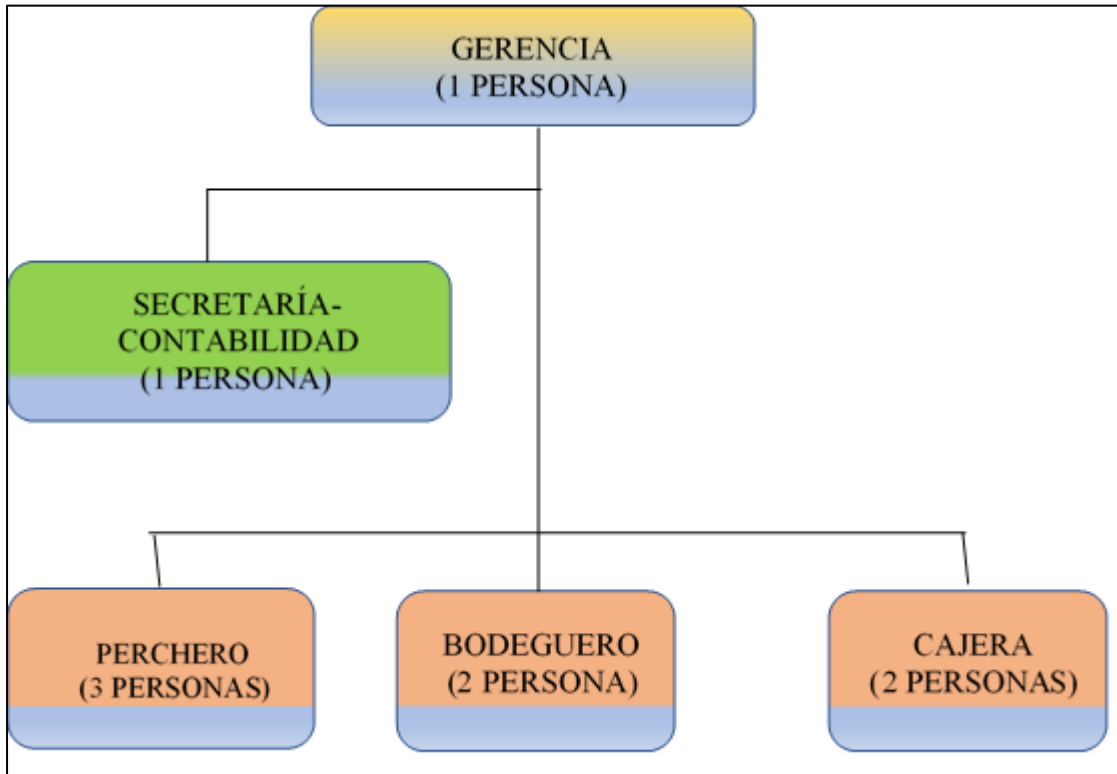 GERENCIA
(1 PERSONA)
SECRETARÍA-
CONTABILIDAD
(1 PERSONA)
PERCHERO
(3 PERSONAS)
BODEGUERO
(2 PERSONA)
CAJERA
(2 PERSONAS)